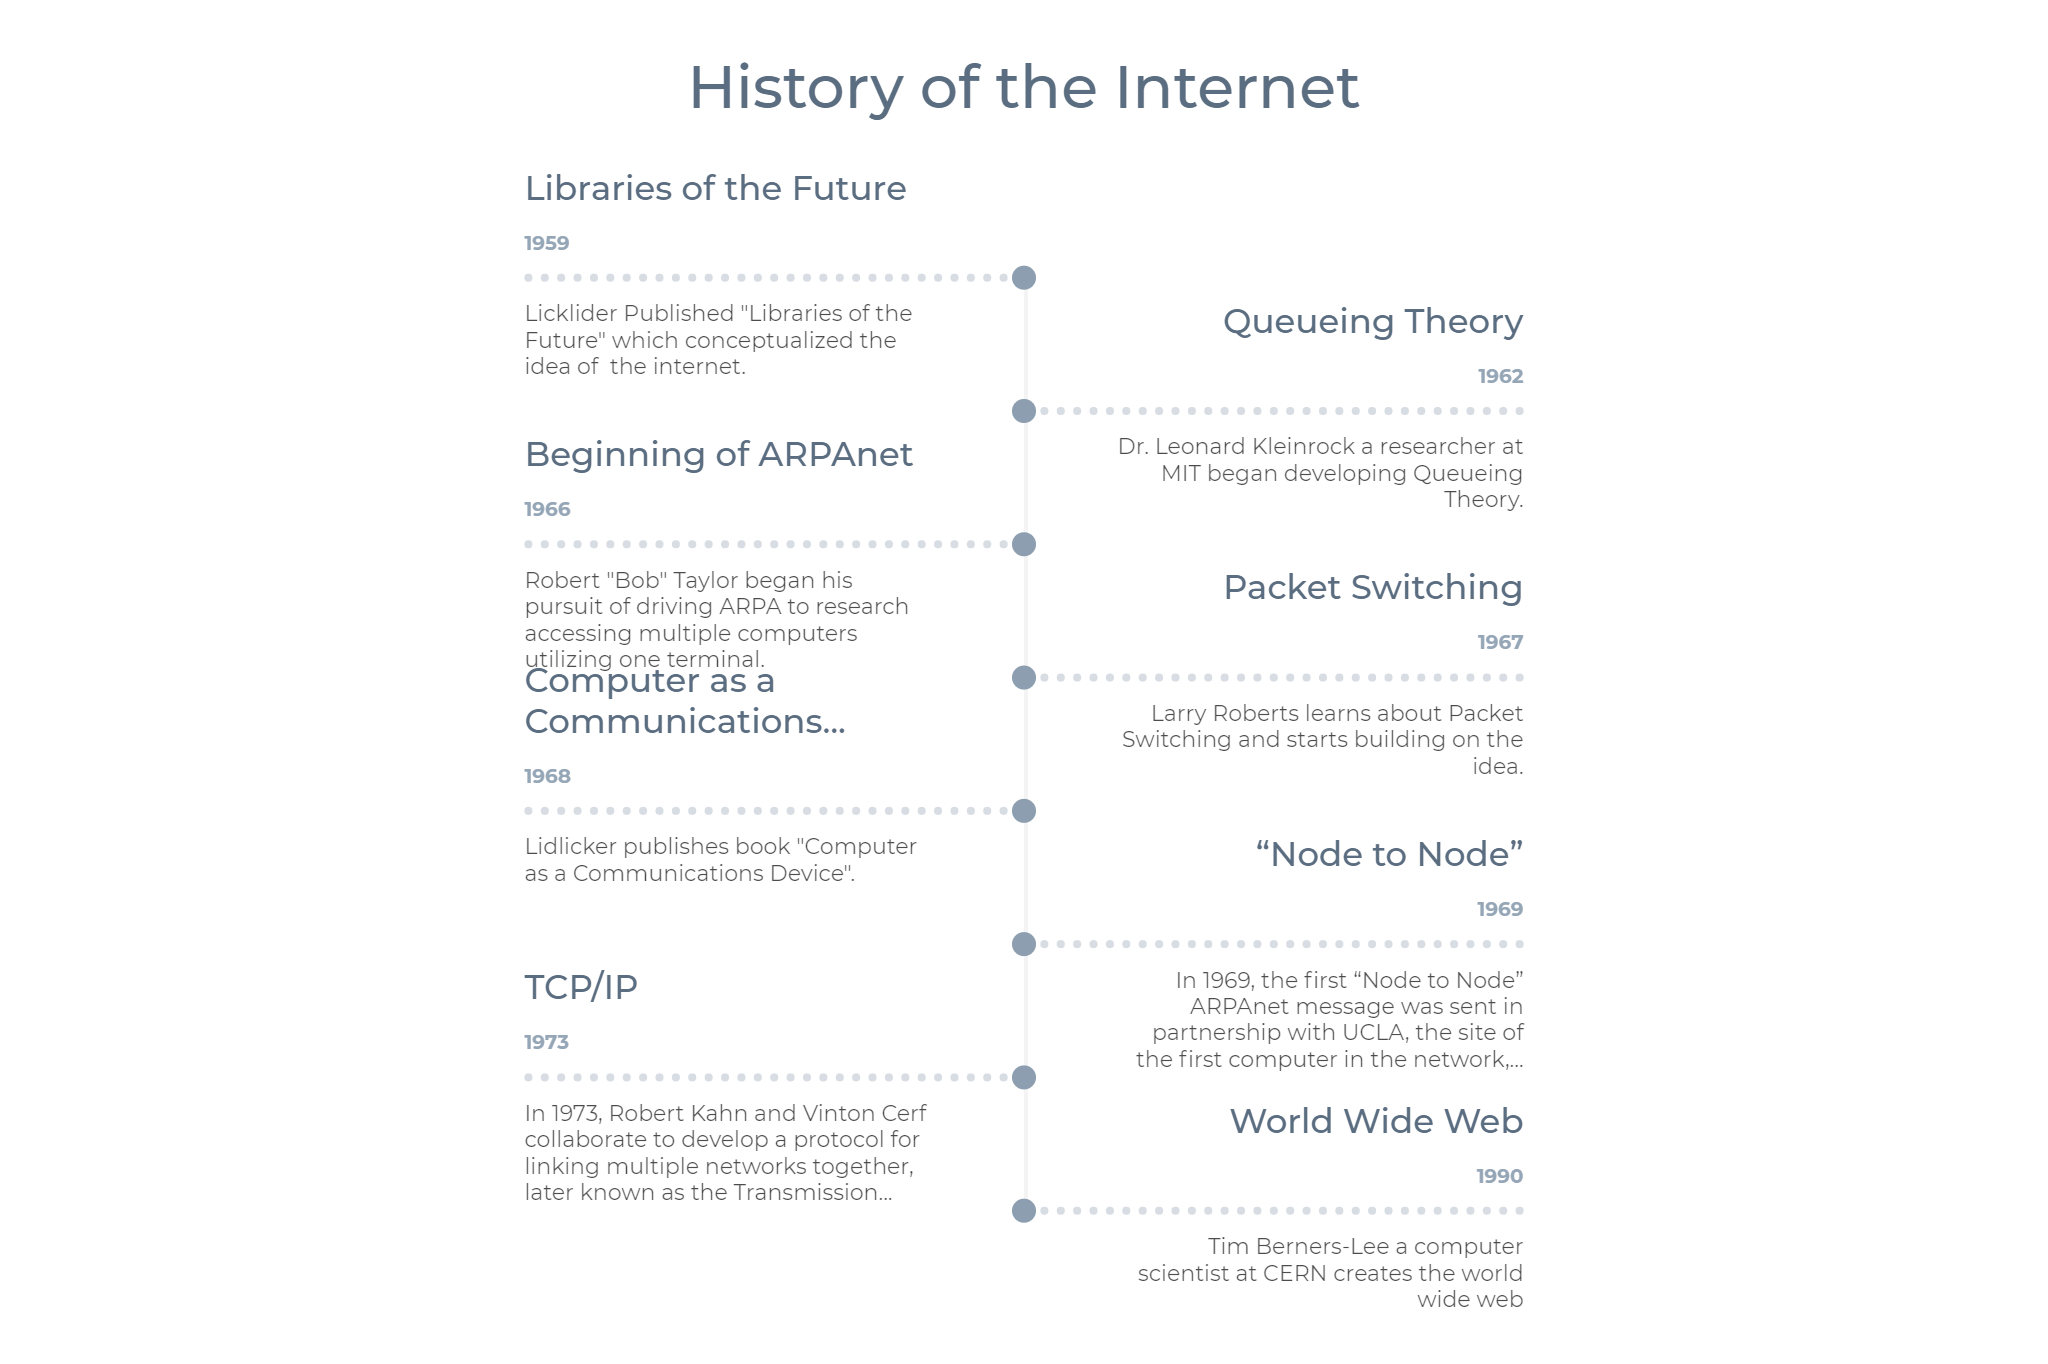 History of the Internet
Libraries of the Future
1959
Licklider Published "Libraries of the
Future" which conceptualized the
idea of  the internet.
Queueing Theory
1962
Dr. Leonard Kleinrock a researcher at
MIT began developing Queueing
Theory.
Beginning of ARPAnet
1966
Robert "Bob" Taylor began his
pursuit of driving ARPA to research
accessing multiple computers
utilizing one terminal.
Packet Switching
1967
Larry Roberts learns about Packet
Switching and starts building on the
idea.
Computer as a
Communications...
1968
Lidlicker publishes book "Computer
as a Communications Device".
“Node to Node”
1969
In 1969, the first “Node to Node”
ARPAnet message was sent in
partnership with UCLA, the site of
the first computer in the network,...
TCP/IP
1973
In 1973, Robert Kahn and Vinton Cerf
collaborate to develop a protocol for
linking multiple networks together,
later known as the Transmission...
World Wide Web
1990
Tim Berners-Lee a computer
scientist at CERN creates the world
wide web